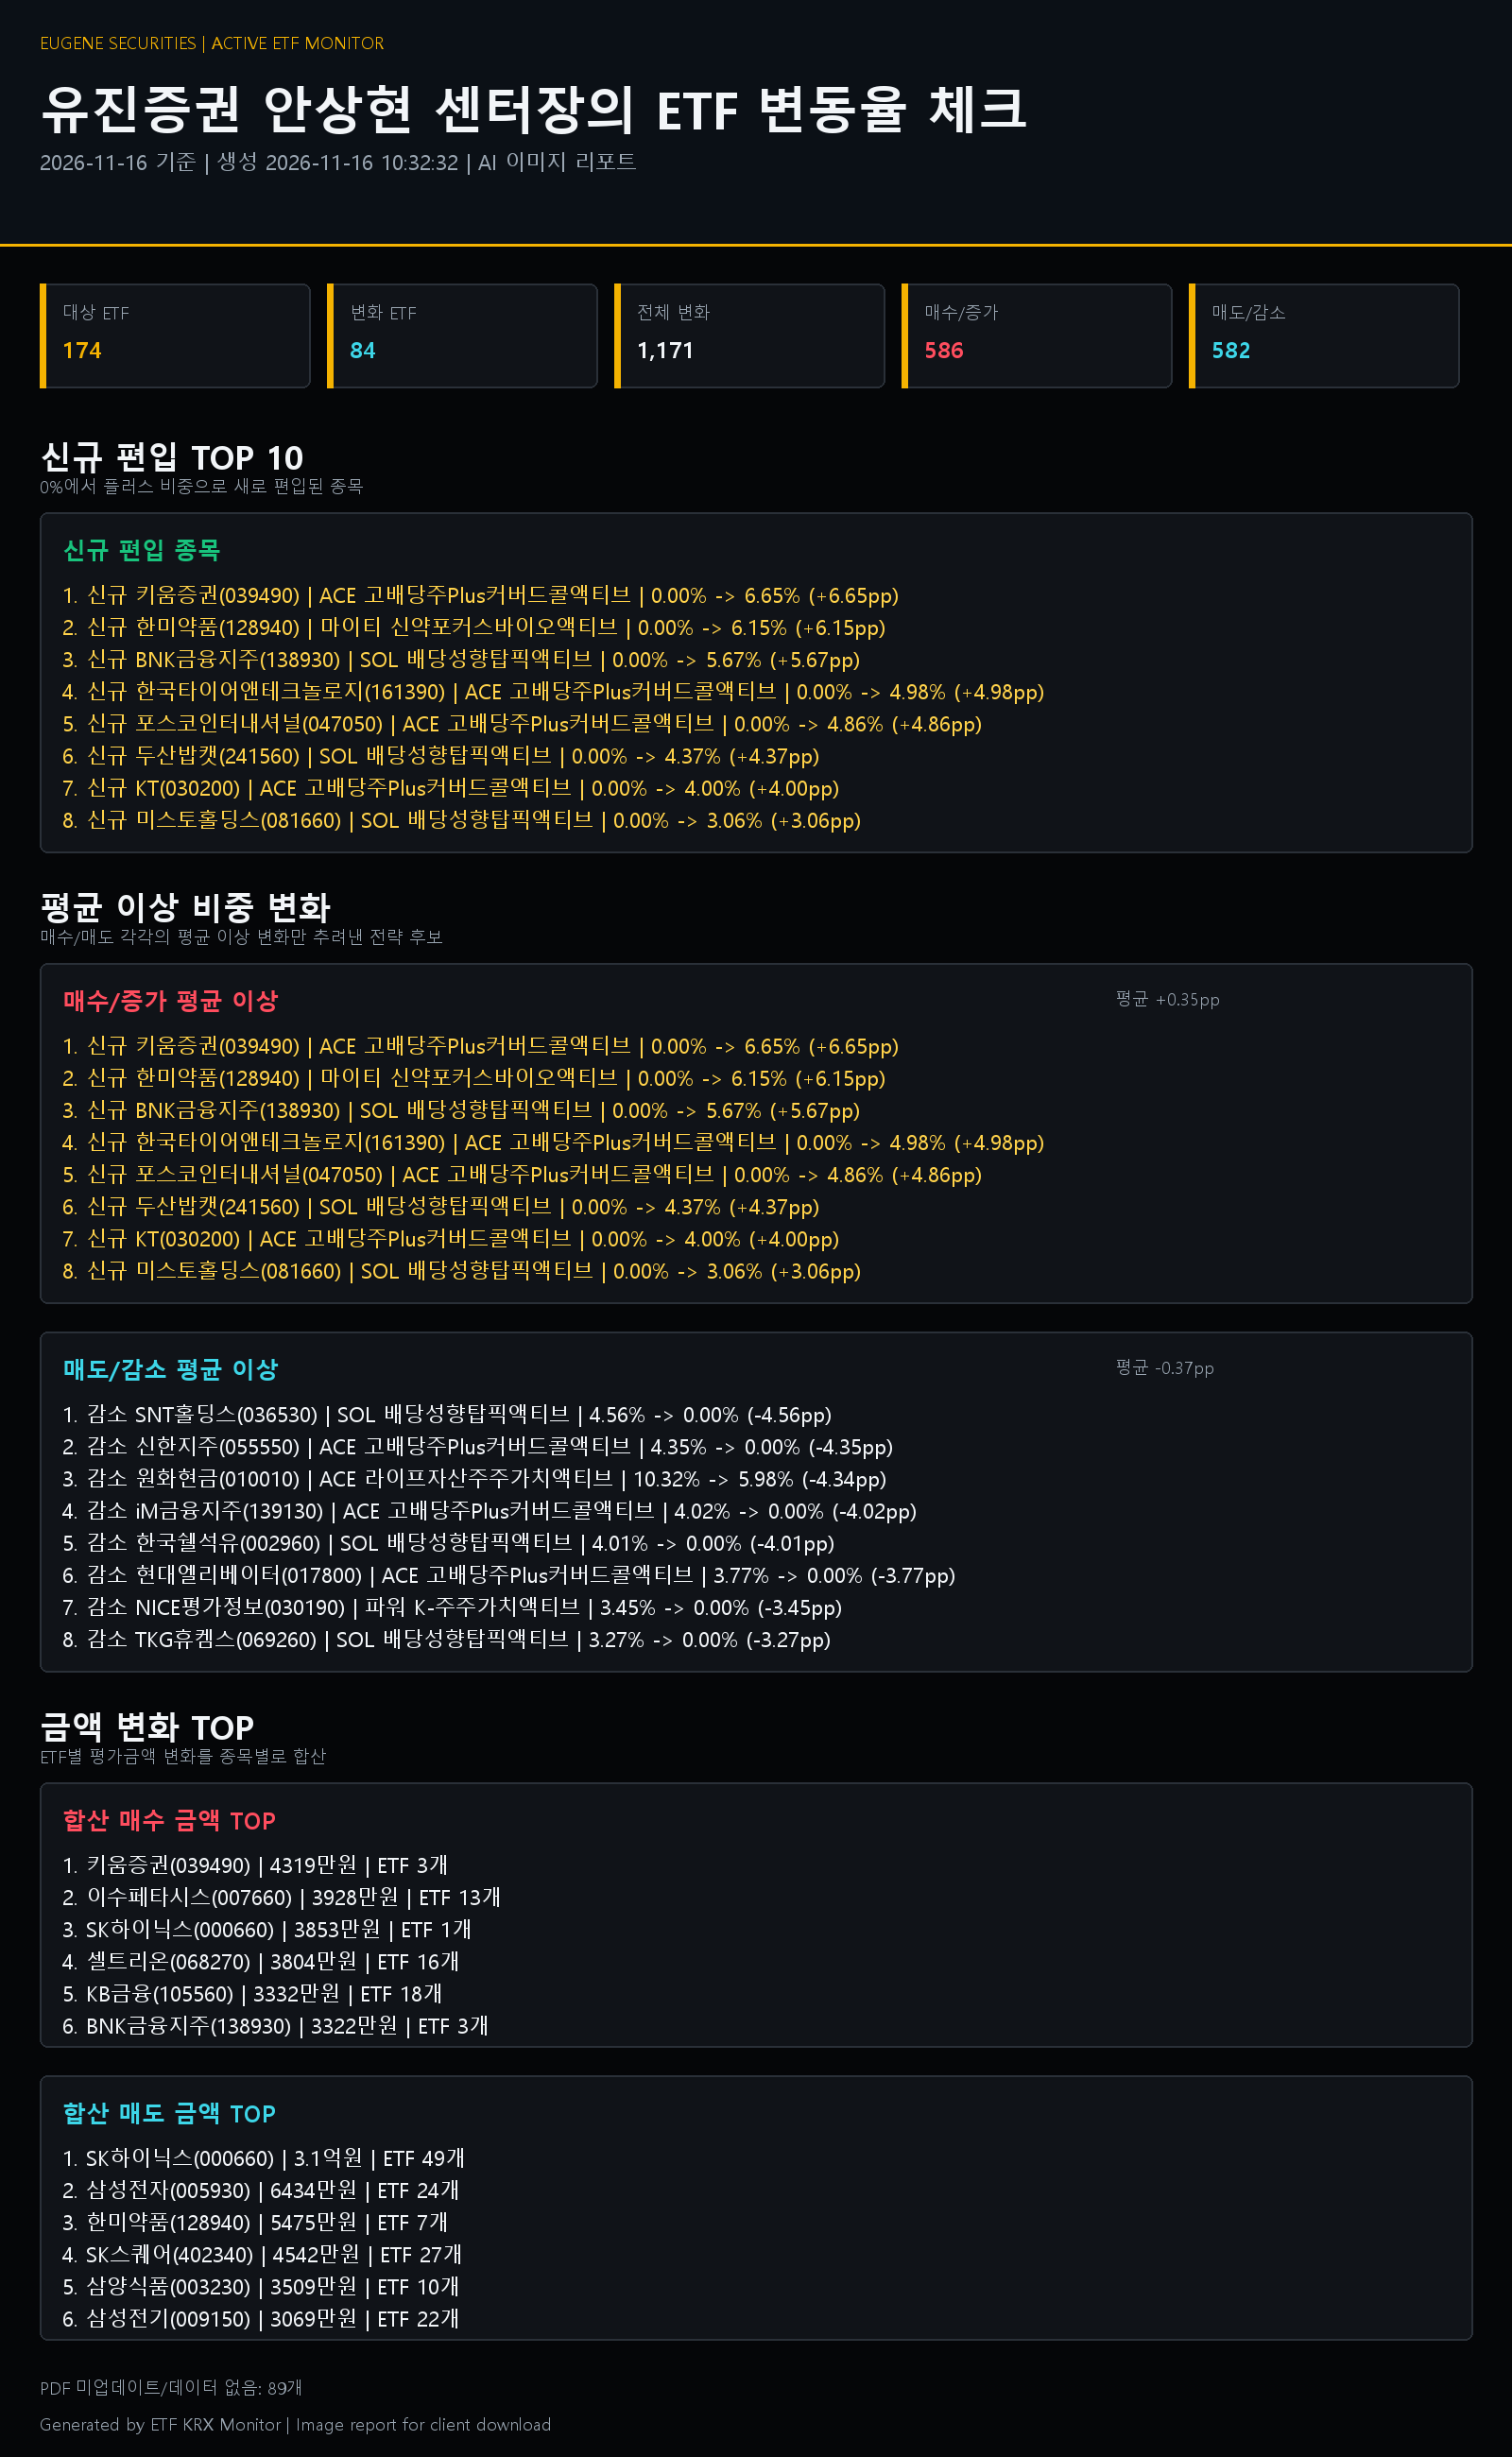 EUGENE SECURITIES | ACTIVE ETF MONITOR
유진증권 안상현 센터장의 ETF 변동율 체크
2026-11-16 기준 | 생성 2026-11-16 10:32:32 | AI 이미지 리포트
대상 ETF
174
변화 ETF
84
전체 변화
1,171
매수/증가
586
매도/감소
582
신규 편입 TOP 10
0%에서 플러스 비중으로 새로 편입된 종목
신규 편입 종목
1. 신규 키움증권(039490) | ACE 고배당주Plus커버드콜액티브 | 0.00% -> 6.65% (+6.65pp)
2. 신규 한미약품(128940) | 마이티 신약포커스바이오액티브 | 0.00% -> 6.15% (+6.15pp)
3. 신규 BNK금융지주(138930) | SOL 배당성향탑픽액티브 | 0.00% -> 5.67% (+5.67pp)
4. 신규 한국타이어앤테크놀로지(161390) | ACE 고배당주Plus커버드콜액티브 | 0.00% -> 4.98% (+4.98pp)
5. 신규 포스코인터내셔널(047050) | ACE 고배당주Plus커버드콜액티브 | 0.00% -> 4.86% (+4.86pp)
6. 신규 두산밥캣(241560) | SOL 배당성향탑픽액티브 | 0.00% -> 4.37% (+4.37pp)
7. 신규 KT(030200) | ACE 고배당주Plus커버드콜액티브 | 0.00% -> 4.00% (+4.00pp)
8. 신규 미스토홀딩스(081660) | SOL 배당성향탑픽액티브 | 0.00% -> 3.06% (+3.06pp)
평균 이상 비중 변화
매수/매도 각각의 평균 이상 변화만 추려낸 전략 후보
매수/증가 평균 이상
평균 +0.35pp
1. 신규 키움증권(039490) | ACE 고배당주Plus커버드콜액티브 | 0.00% -> 6.65% (+6.65pp)
2. 신규 한미약품(128940) | 마이티 신약포커스바이오액티브 | 0.00% -> 6.15% (+6.15pp)
3. 신규 BNK금융지주(138930) | SOL 배당성향탑픽액티브 | 0.00% -> 5.67% (+5.67pp)
4. 신규 한국타이어앤테크놀로지(161390) | ACE 고배당주Plus커버드콜액티브 | 0.00% -> 4.98% (+4.98pp)
5. 신규 포스코인터내셔널(047050) | ACE 고배당주Plus커버드콜액티브 | 0.00% -> 4.86% (+4.86pp)
6. 신규 두산밥캣(241560) | SOL 배당성향탑픽액티브 | 0.00% -> 4.37% (+4.37pp)
7. 신규 KT(030200) | ACE 고배당주Plus커버드콜액티브 | 0.00% -> 4.00% (+4.00pp)
8. 신규 미스토홀딩스(081660) | SOL 배당성향탑픽액티브 | 0.00% -> 3.06% (+3.06pp)
매도/감소 평균 이상
평균 -0.37pp
1. 감소 SNT홀딩스(036530) | SOL 배당성향탑픽액티브 | 4.56% -> 0.00% (-4.56pp)
2. 감소 신한지주(055550) | ACE 고배당주Plus커버드콜액티브 | 4.35% -> 0.00% (-4.35pp)
3. 감소 원화현금(010010) | ACE 라이프자산주주가치액티브 | 10.32% -> 5.98% (-4.34pp)
4. 감소 iM금융지주(139130) | ACE 고배당주Plus커버드콜액티브 | 4.02% -> 0.00% (-4.02pp)
5. 감소 한국쉘석유(002960) | SOL 배당성향탑픽액티브 | 4.01% -> 0.00% (-4.01pp)
6. 감소 현대엘리베이터(017800) | ACE 고배당주Plus커버드콜액티브 | 3.77% -> 0.00% (-3.77pp)
7. 감소 NICE평가정보(030190) | 파워 K-주주가치액티브 | 3.45% -> 0.00% (-3.45pp)
8. 감소 TKG휴켐스(069260) | SOL 배당성향탑픽액티브 | 3.27% -> 0.00% (-3.27pp)
금액 변화 TOP
ETF별 평가금액 변화를 종목별로 합산
합산 매수 금액 TOP
1. 키움증권(039490) | 4319만원 | ETF 3개
2. 이수페타시스(007660) | 3928만원 | ETF 13개
3. SK하이닉스(000660) | 3853만원 | ETF 1개
4. 셀트리온(068270) | 3804만원 | ETF 16개
5. KB금융(105560) | 3332만원 | ETF 18개
6. BNK금융지주(138930) | 3322만원 | ETF 3개
합산 매도 금액 TOP
1. SK하이닉스(000660) | 3.1억원 | ETF 49개
2. 삼성전자(005930) | 6434만원 | ETF 24개
3. 한미약품(128940) | 5475만원 | ETF 7개
4. SK스퀘어(402340) | 4542만원 | ETF 27개
5. 삼양식품(003230) | 3509만원 | ETF 10개
6. 삼성전기(009150) | 3069만원 | ETF 22개
PDF 미업데이트/데이터 없음: 89개
Generated by ETF KRX Monitor | Image report for client download